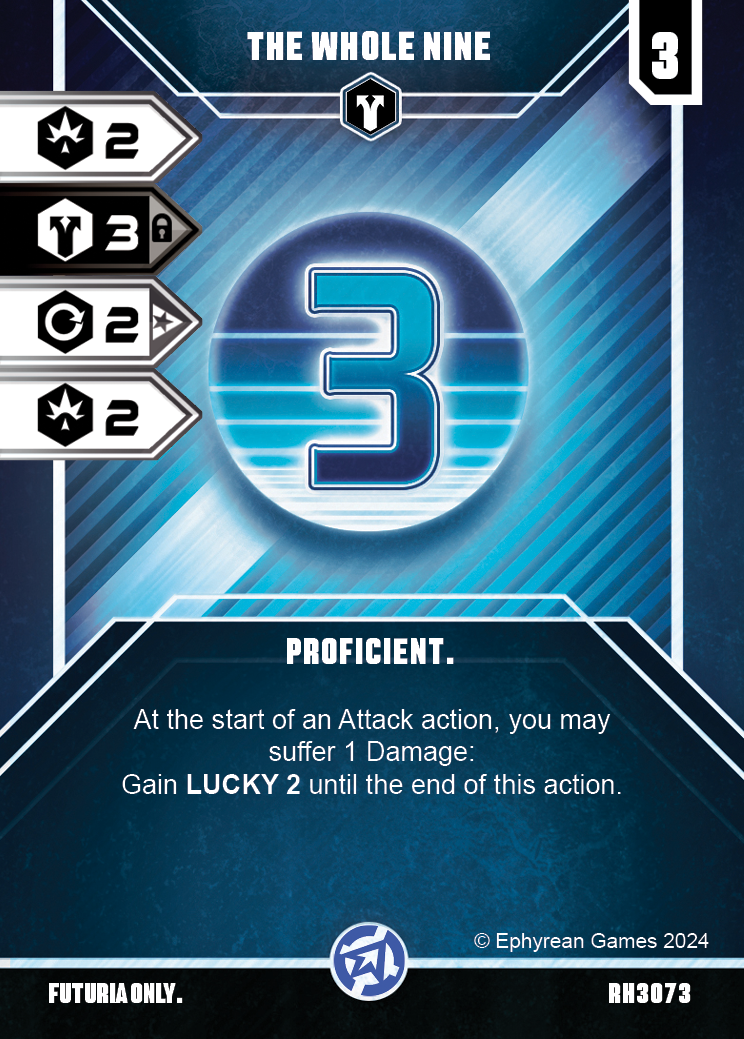 THE WHOLE NINE
3
2
3
2
2
3
PROFICIENT.
At the start of an Attack action, you may
suffer 1 Damage:
Gain LUCKY 2 until the end of this action.
© Ephyrean Games 2024
FUTURIA ONLY.
RH3073